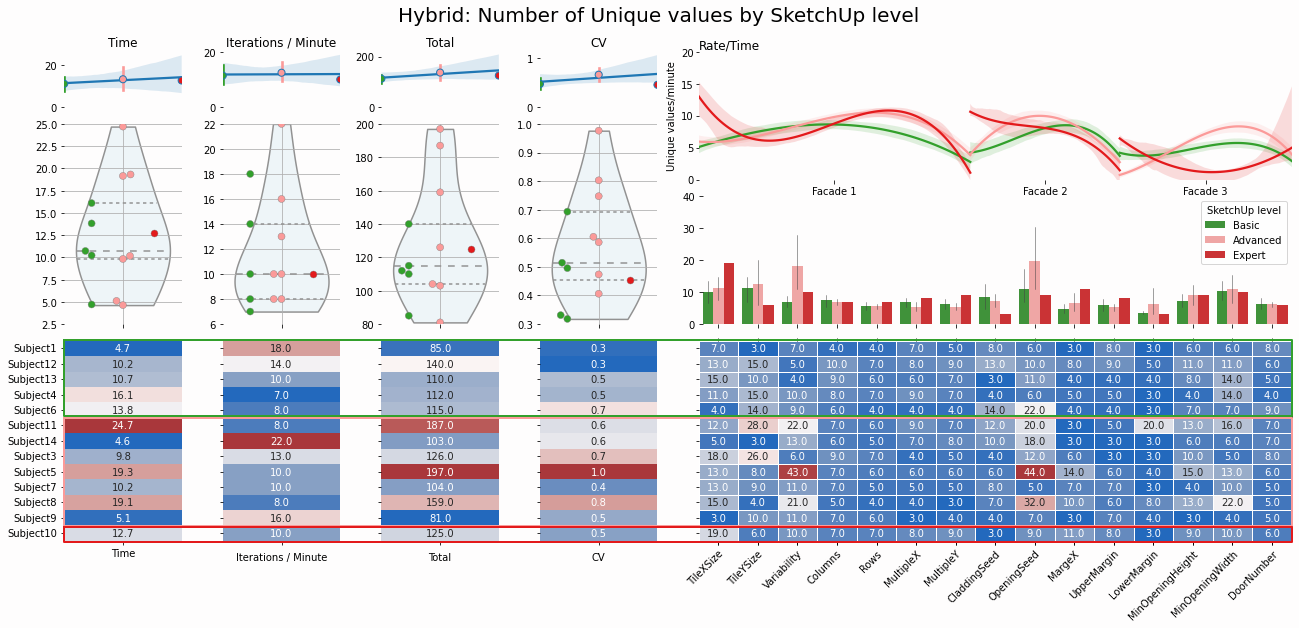 Hybrid: Number of Unique values by SketchUp level
Time
Iterations / Minute
Total
CV
Rate/Time
20
0
20
0
200
0
1
0
Unique values/minute
20
15
10
5
0
Facade 1
Facade 2
Facade 3
25.0
22.5
20.0
17.5
15.0
12.5
10.0
7.5
5.0
2.5
22
20
18
16
14
12
10
8
6
200
180
160
140
120
100
80
1.0
0.9
0.8
0.7
0.6
0.5
0.4
0.3
40
30
20
10
0
SketchUp level
Basic
Advanced
Expert
Subject1 4.7 18.0 85.0 0.3 7.0 3.0 7.0 4.0 4.0 7.0 5.0 8.0 6.0 3.0 8.0 3.0 6.0 6.0 8.0
Subject12 10.2 14.0 140.0 0.3 13.0 15.0 5.0 10.0 7.0 8.0 9.0 13.0 10.0 8.0 9.0 5.0 11.0 11.0 6.0
Subject13 10.7 10.0 110.0 0.5 15.0 10.0 4.0 9.0 6.0 6.0 7.0 3.0 11.0 4.0 4.0 4.0 8.0 14.0 5.0
Subject4 16.1 7.0 112.0 0.5 11.0 15.0 10.0 8.0 7.0 9.0 7.0 4.0 6.0 5.0 5.0 4.0 4.0 14.0 4.0
Subject6 13.8 8.0 115.0 0.7 4.0 14.0 9.0 6.0 4.0 4.0 4.0 14.0 22.0 4.0 4.0 3.0 7.0 7.0 9.0
Subject11 24.7 8.0 187.0 0.6 12.0 28.0 22.0 7.0 6.0 9.0 7.0 12.0 20.0 3.0 5.0 20.0 13.0 16.0 7.0
Subject14 4.6 22.0 103.0 0.6 5.0 3.0 13.0 6.0 5.0 7.0 8.0 10.0 18.0 3.0 3.0 3.0 6.0 6.0 7.0
Subject3 9.8 13.0 126.0 0.7 18.0 26.0 6.0 9.0 7.0 4.0 5.0 4.0 12.0 6.0 3.0 3.0 10.0 5.0 8.0
Subject5 19.3 10.0 197.0 1.0 13.0 8.0 43.0 7.0 6.0 6.0 6.0 6.0 44.0 14.0 6.0 4.0 15.0 13.0 6.0
Subject7 10.2 10.0 104.0 0.4 13.0 9.0 11.0 7.0 5.0 5.0 5.0 8.0 5.0 7.0 7.0 3.0 4.0 10.0 5.0
Subject8 19.1 8.0 159.0 0.8 15.0 4.0 21.0 5.0 4.0 4.0 3.0 7.0 32.0 10.0 6.0 8.0 13.0 22.0 5.0
Subject9 5.1 16.0 81.0 0.5 3.0 10.0 11.0 7.0 6.0 3.0 4.0 4.0 7.0 3.0 7.0 4.0 3.0 4.0 5.0
Subject10 12.7 10.0 125.0 0.5 19.0 6.0 10.0 7.0 7.0 8.0 9.0 3.0 9.0 11.0 8.0 3.0 9.0 10.0 6.0
Time
Iterations / Minute
Total
CV
TileXSize
TileYSize
Variability
Columns
Rows
MultipleX
MultipleY
CladdingSeed
OpeningSeed
MargeX
UpperMargin
LowerMargin
MinOpeningHeight
MinOpeningWidth
DoorNumber